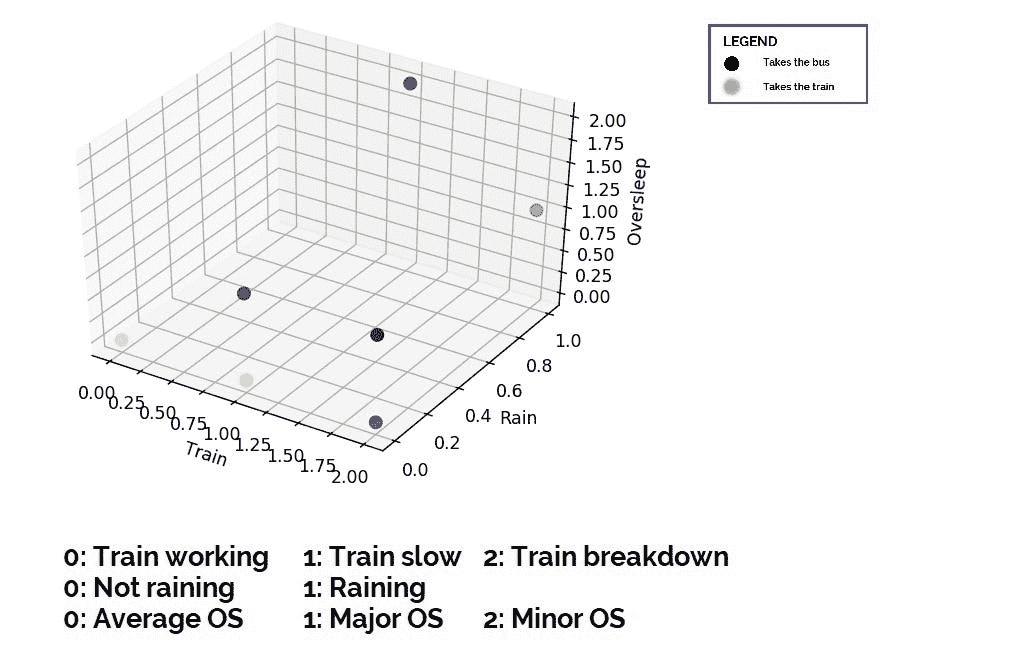 LEGEND
Takes the bus
Takes the train
2.00
1.75
1.50
1.25
1.00
0.75
0.50
0.25
0.00
Oversleep
1.0
0.8
0.6
0.4
0.2
0.0
Rain
0.00
0.25
0.50
0.75
1.00
1.25
1.50
1.75
2.00
Train
0: Train working 1: Train slow 2: Train breakdown
0: Not raining 1: Raining
0: Average OS 1: Major OS 2: Minor OS